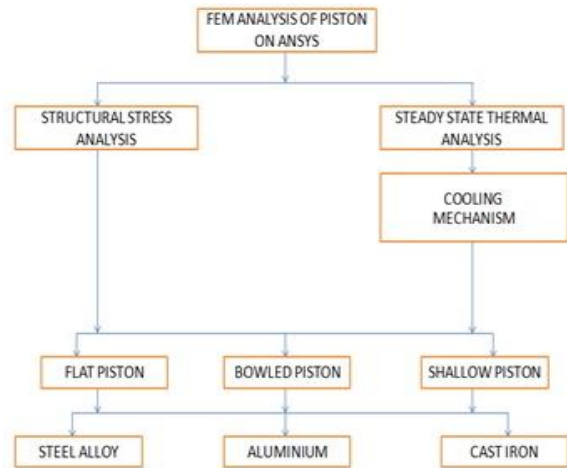 FEM ANALYSIS OF PISTON
ON ANSYS
STRUCTURAL STRESS
ANALYSIS
STEADY STATE THERMAL
ANALYSIS
COOLING
MECHANISM
FLAT PISTON
BOWLED PISTON
SHALLOW PISTON
STEEL ALLOY
ALUMINIUM
CAST IRON